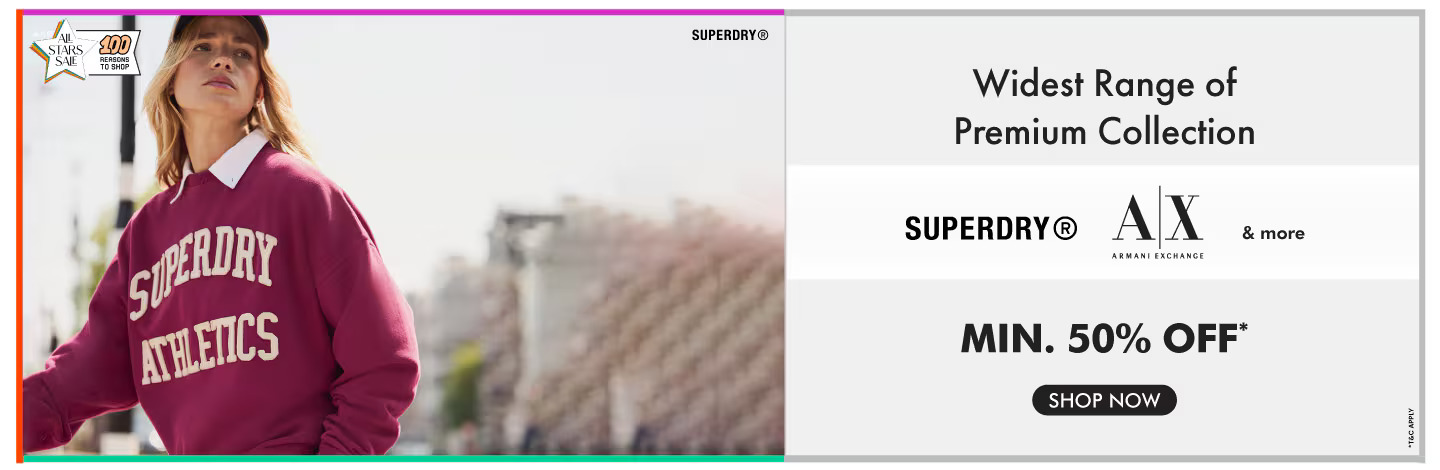 ALL
STARS
SALE
100
REASONS
TO SHOP
SUPERDRY®
SUPERDRY
ATHLETICS
Widest Range of
Premium Collection
SUPERDRY® A|X & more
ARMANI EXCHANGE
MIN. 50% OFF*
SHOP NOW
*T&C APPLY